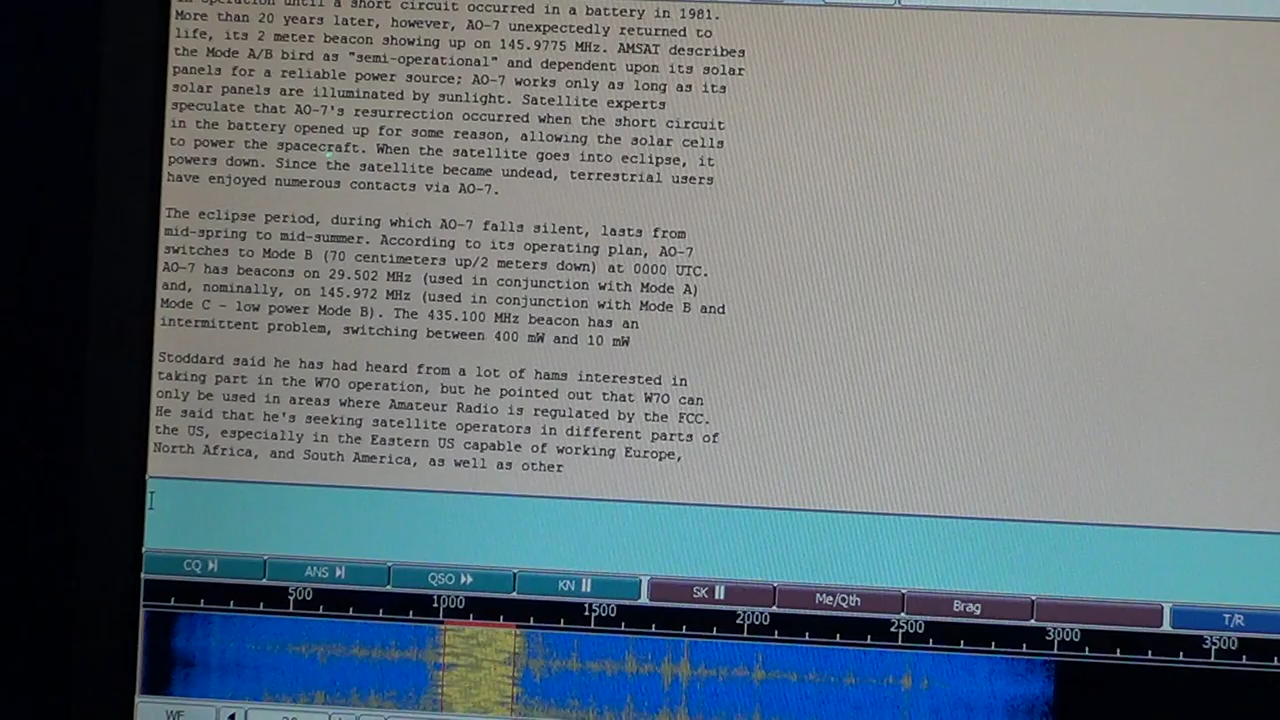 in operation until a short circuit occurred in a battery in 1981.
More than 20 years later, however, AO-7 unexpectedly returned to
life, its 2 meter beacon showing up on 145.9775 MHz. AMSAT describes
the Mode A/B bird as "semi-operational" and dependent upon its solar
panels for a reliable power source; AO-7 works only as long as its
solar panels are illuminated by sunlight. Satellite experts
speculate that AO-7's resurrection occurred when the short circuit
in the battery opened up for some reason, allowing the solar cells
to power the spacecraft. When the satellite goes into eclipse, it
powers down. Since the satellite became undead, terrestrial users
have enjoyed numerous contacts via AO-7.
The eclipse period, during which AO-7 falls silent, lasts from
mid-spring to mid-summer. According to its operating plan, AO-7
switches to Mode B (70 centimeters up/2 meters down) at 0000 UTC.
AO-7 has beacons on 29.502 MHz (used in conjunction with Mode A)
and, nominally, on 145.972 MHz (used in conjunction with Mode B and
Mode C - low power Mode B). The 435.100 MHz beacon has an
intermittent problem, switching between 400 mW and 10 mW
Stoddard said he has had heard from a lot of hams interested in
taking part in the W7O operation, but he pointed out that W7O can
only be used in areas where Amateur Radio is regulated by the FCC.
He said that he's seeking satellite operators in different parts of
the US, especially in the Eastern US capable of working Europe,
North Africa, and South America, as well as other
CQ ANS QSO KN SK Me/Qth Brag T/R
500 1000 1500 2000 2500 3000 3500
WF